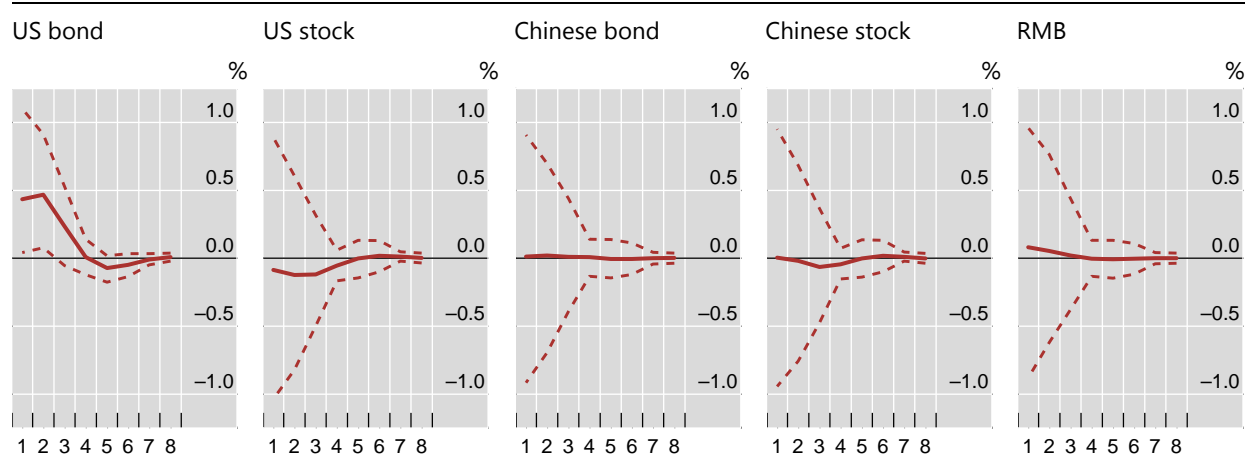 US bond
US stock
Chinese bond
Chinese stock
RMB
% % % % %
1.0 1.0 1.0 1.0 1.0
0.5 0.5 0.5 0.5 0.5
0.0 0.0 0.0 0.0 0.0
–0.5 –0.5 –0.5 –0.5 –0.5
–1.0 –1.0 –1.0 –1.0 –1.0
1 2 3 4 5 6 7 8 1 2 3 4 5 6 7 8 1 2 3 4 5 6 7 8 1 2 3 4 5 6 7 8 1 2 3 4 5 6 7 8